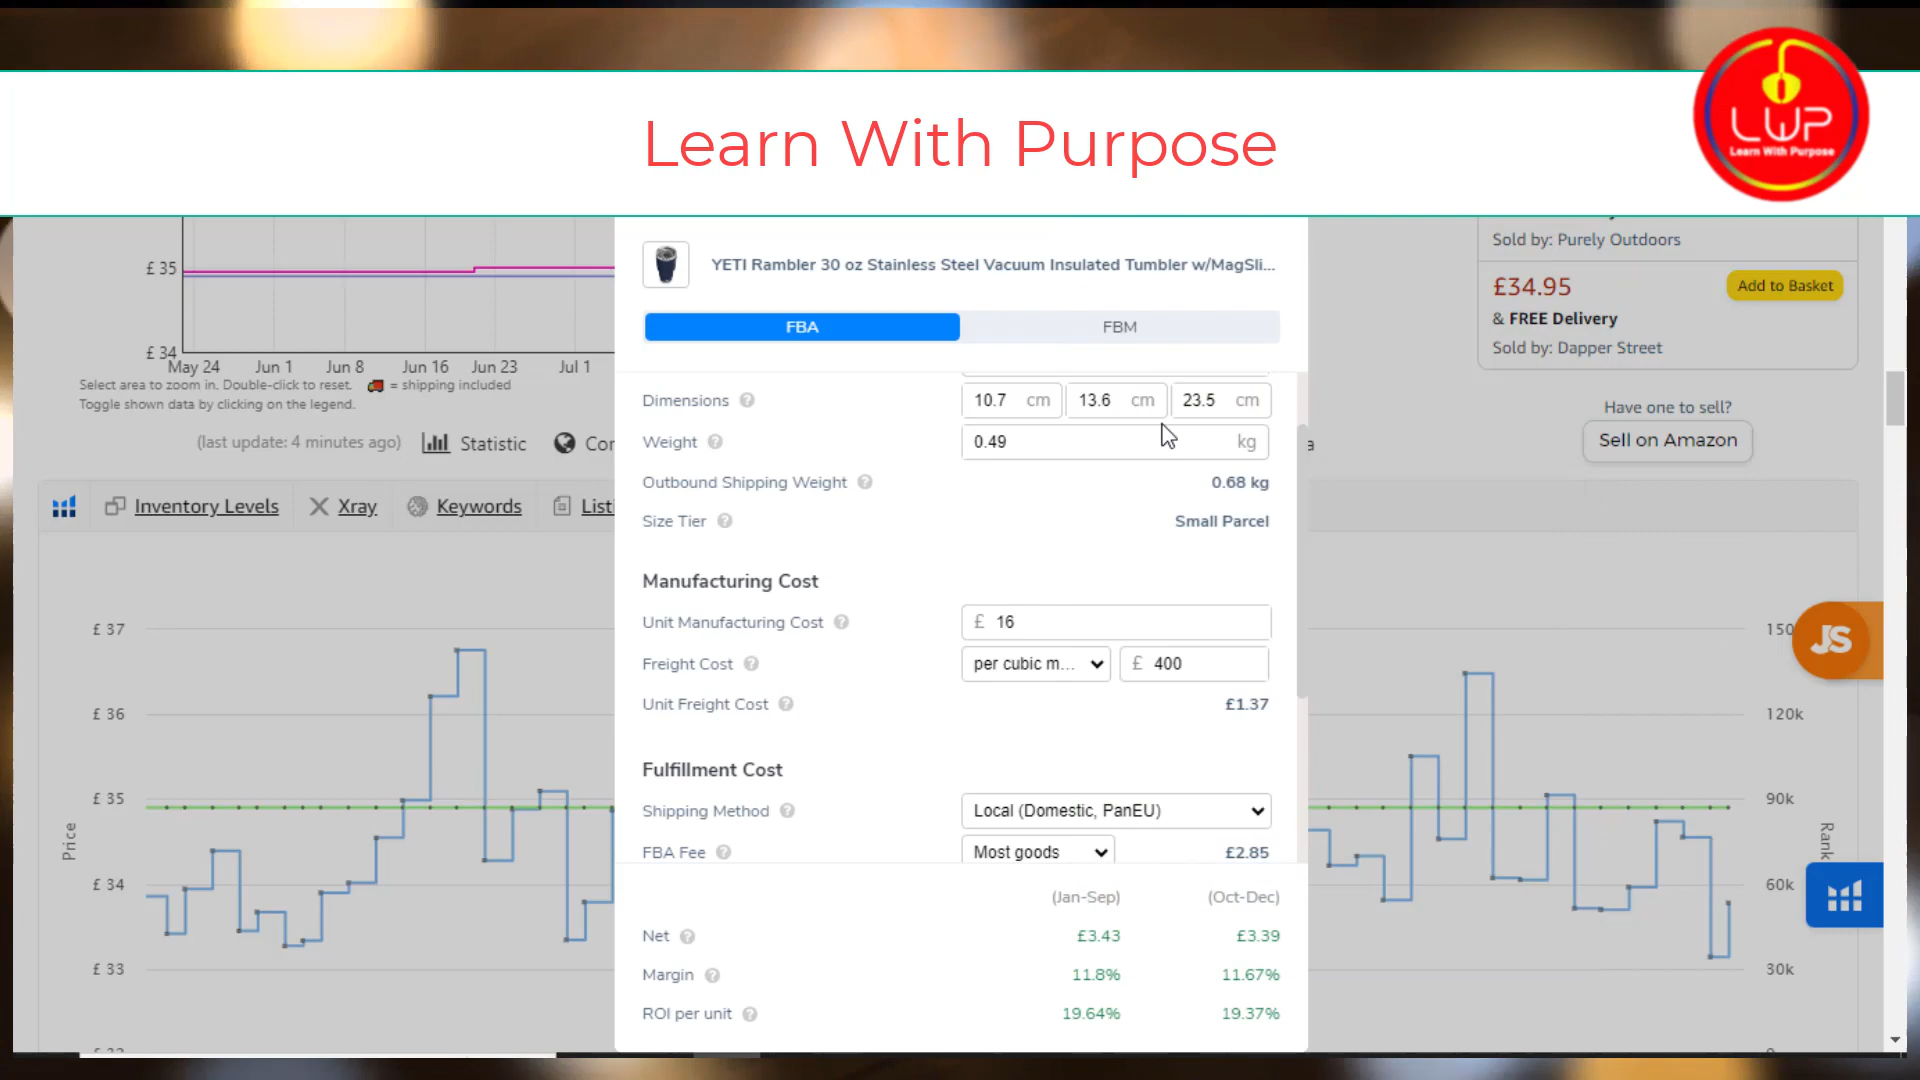 Learn With Purpose
LWP
Learn With Purpose
£ 35
£ 34
May 24
Jun 1
Jun 8
Jun 16
Jun 23
Jul 1
Select area to zoom in. Double-click to reset.
= shipping included
Toggle shown data by clicking on the legend.
(last update: 4 minutes ago)
Statistic
Inventory Levels
Xray
Keywords
£ 37
£ 36
£ 35
£ 34
£ 33
Price
YETI Rambler 30 oz Stainless Steel Vacuum Insulated Tumbler w/MagSli...
FBA
FBM
Dimensions
10.7 cm
13.6 cm
23.5 cm
Weight
0.49 kg
Outbound Shipping Weight
0.68 kg
Size Tier
Small Parcel
Manufacturing Cost
Unit Manufacturing Cost
£ 16
Freight Cost
per cubic m...
£ 400
Unit Freight Cost
£1.37
Fulfillment Cost
Shipping Method
Local (Domestic, PanEU)
FBA Fee
Most goods
£2.85
(Jan-Sep)
(Oct-Dec)
Net
£3.43
£3.39
Margin
11.8%
11.67%
ROI per unit
19.64%
19.37%
Sold by: Purely Outdoors
£34.95
Add to Basket
& FREE Delivery
Sold by: Dapper Street
Have one to sell?
Sell on Amazon
JS
120k
90k
60k
30k
Rank